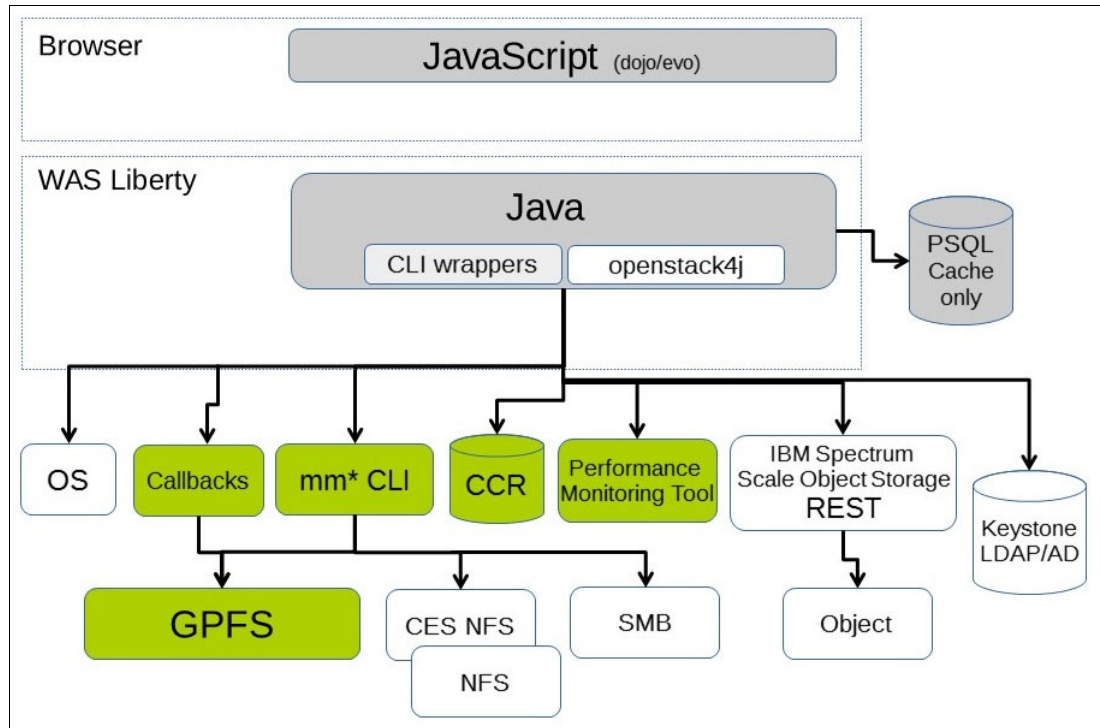 Browser
JavaScript (dojo/evo)
WAS Liberty
Java
CLI wrappers
openstack4j
PSQL
Cache
only
OS
Callbacks
mm* CLI
CCR
Performance
Monitoring Tool
IBM Spectrum
Scale Object Storage
REST
Keystone
LDAP/AD
GPFS
CES NFS
NFS
SMB
Object